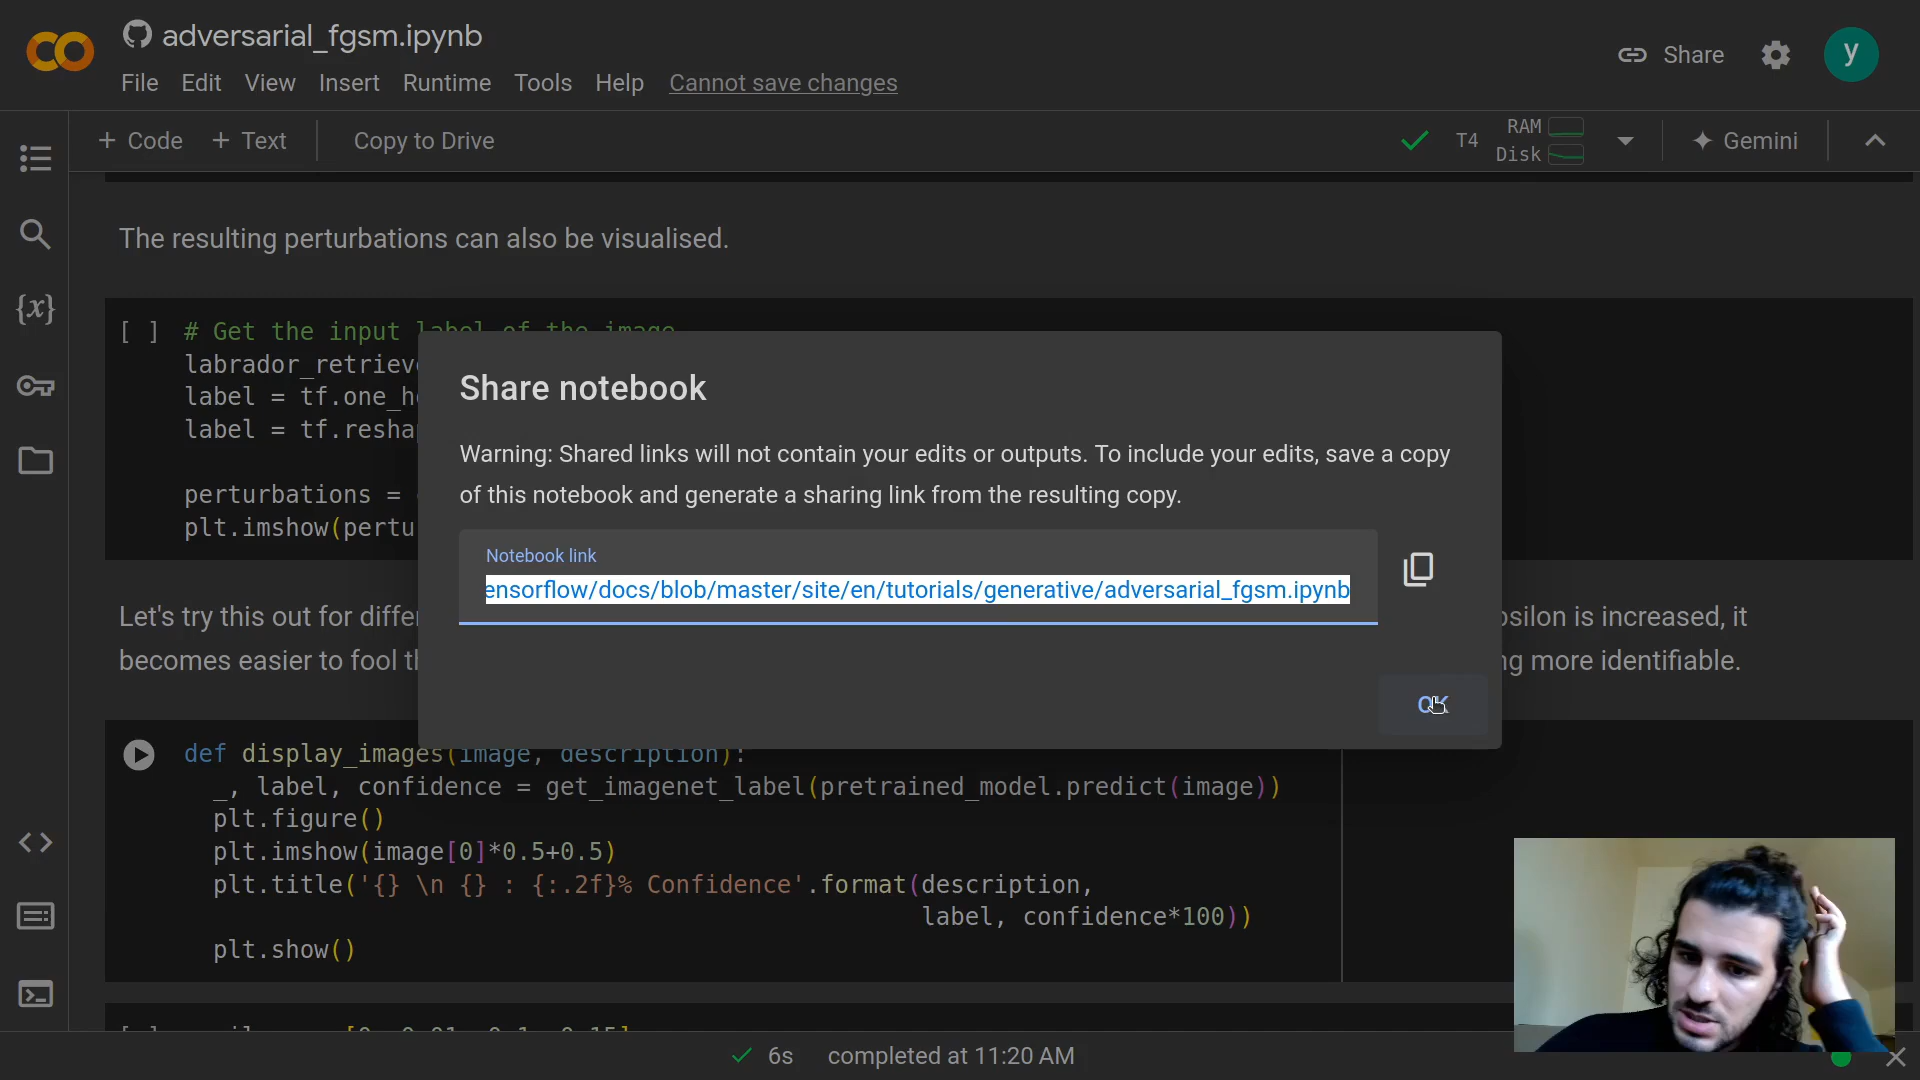 adversarial_fgsm.ipynb
File Edit View Insert Runtime Tools Help Cannot save changes
Share
y
+ Code + Text Copy to Drive
T4 RAM Disk
Gemini
The resulting perturbations can also be visualised.
[ ] # Get the input label of the image
labrador_retriev
label = tf.one_h
label = tf.resha
perturbations =
plt.imshow(pertu
Share notebook
Warning: Shared links will not contain your edits or outputs. To include your edits, save a copy
of this notebook and generate a sharing link from the resulting copy.
Notebook link
ensorflow/docs/blob/master/site/en/tutorials/generative/adversarial_fgsm.ipynb
OK
Let's try this out for diffe
silon is increased, it
becomes easier to fool t
ng more identifiable.
def display_images(image, description):
_, label, confidence = get_imagenet_label(pretrained_model.predict(image))
plt.figure()
plt.imshow(image[0]*0.5+0.5)
plt.title('{} \n {} : {:.2f}% Confidence'.format(description,
label, confidence*100))
plt.show()
6s completed at 11:20 AM